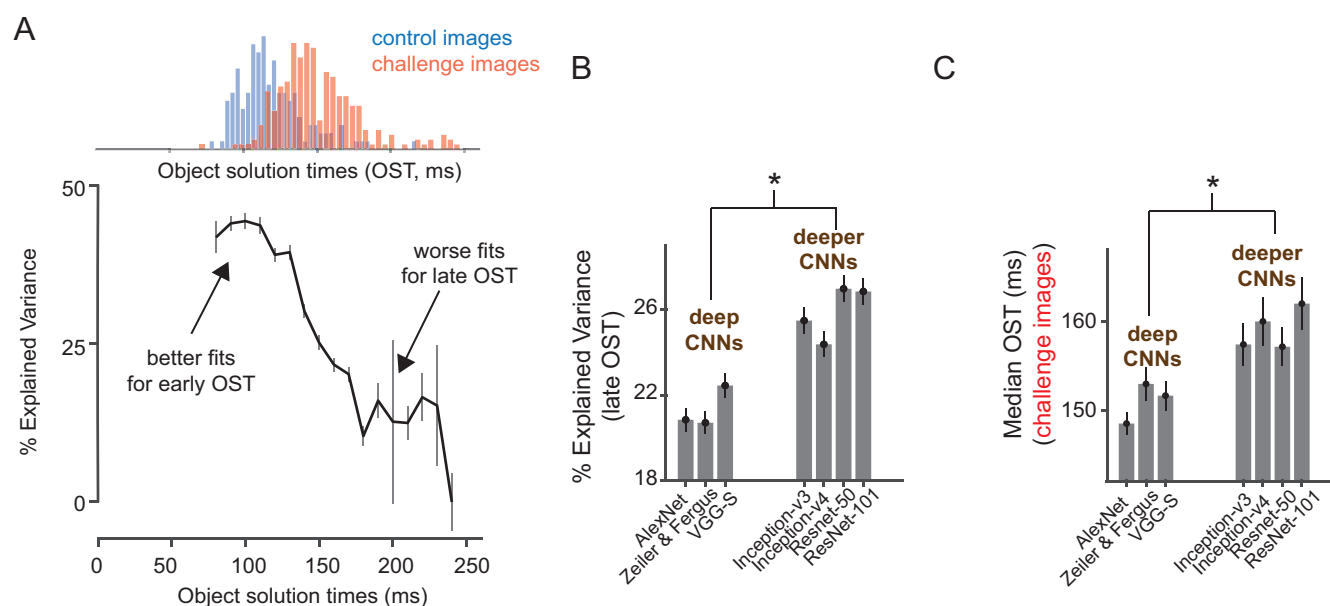 A
control images
challenge images
Object solution times (OST, ms)
50
25
0
% Explained Variance
better fits
for early OST
worse fits
for late OST
0
50
100
150
200
250
Object solution times (ms)
B
*
deeper
CNNs
deep
CNNs
26
22
18
% Explained Variance
(late OST)
AlexNet
Zeiler & Fergus
VGG-S
Inception-v3
Inception-v4
Resnet-50
ResNet-101
C
*
deeper
CNNs
deep
CNNs
160
150
Median OST (ms)
(challenge images)
AlexNet
Zeiler & Fergus
VGG-S
Inception-v3
Inception-v4
Resnet-50
ResNet-101